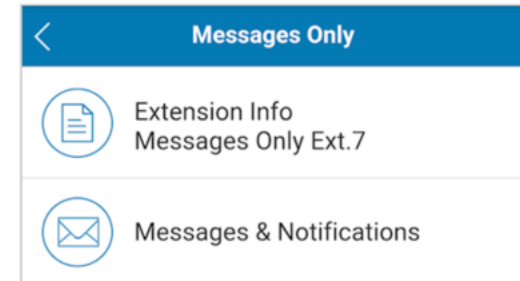 Messages Only
Extension Info
Messages Only Ext.7
Messages & Notifications